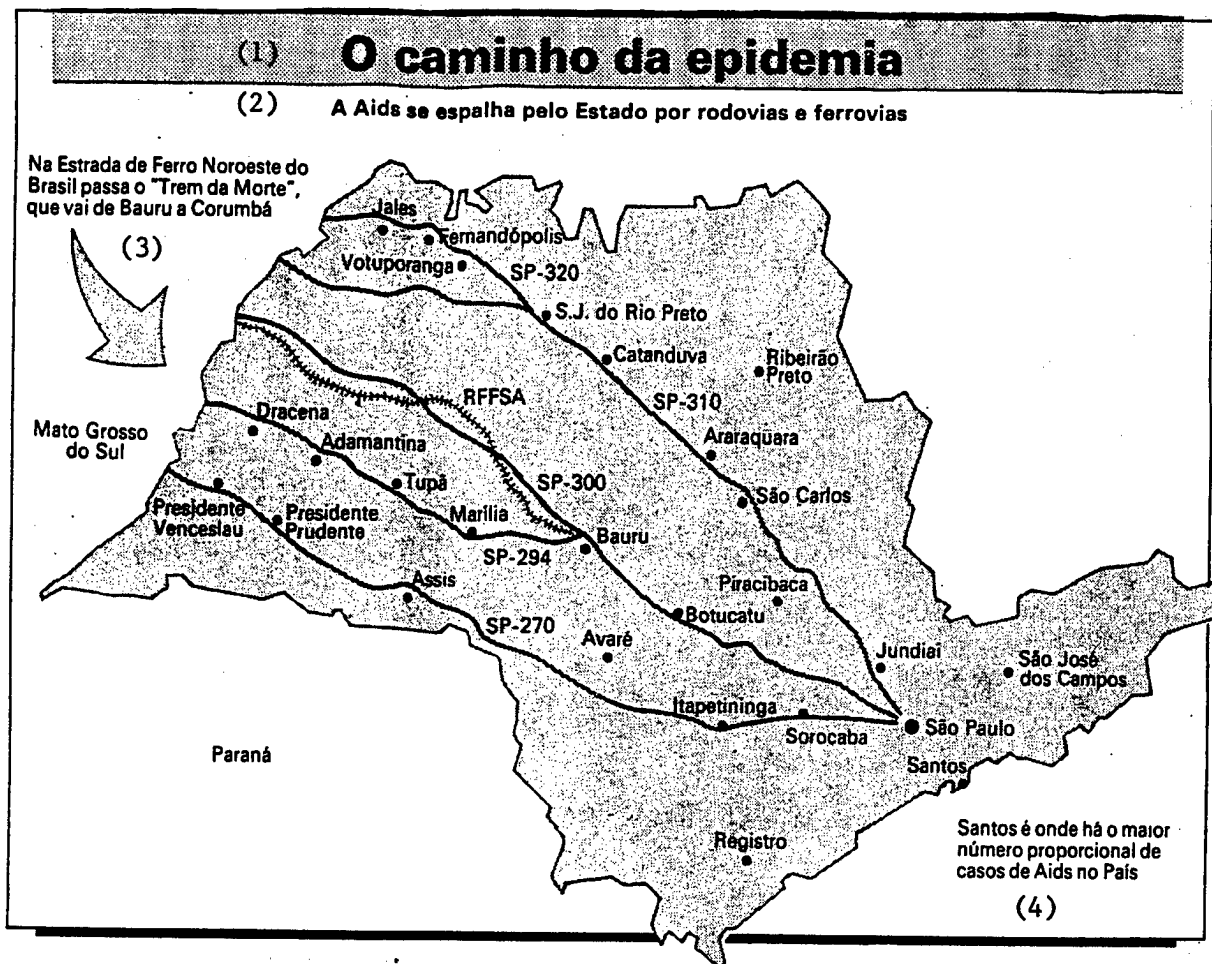 (1) O caminho da epidemia
(2) A Aids se espalha pelo Estado por rodovias e ferrovias
Na Estrada de Ferro Noroeste do
Brasil passa o "Trem da Morte",
que vai de Bauru a Corumbá
(3)
Jales
Fernandópolis
Votuporanga
SP-320
S.J. do Rio Preto
Catanduva
Ribeirão
Preto
RFFSA
SP-310
Dracena
Mato Grosso
do Sul
Adamantina
Araraquara
Tupã
SP-300
São Carlos
Presidente
Venceslau
Presidente
Prudente
Marília
Bauru
SP-294
Assis
Piracibaca
Botucatu
SP-270
Avaré
Jundiaí
São José
dos Campos
Itapetininga
Sorocaba
São Paulo
Paraná
Santos
Registro
Santos é onde há o maior
número proporcional de
casos de Aids no País
(4)